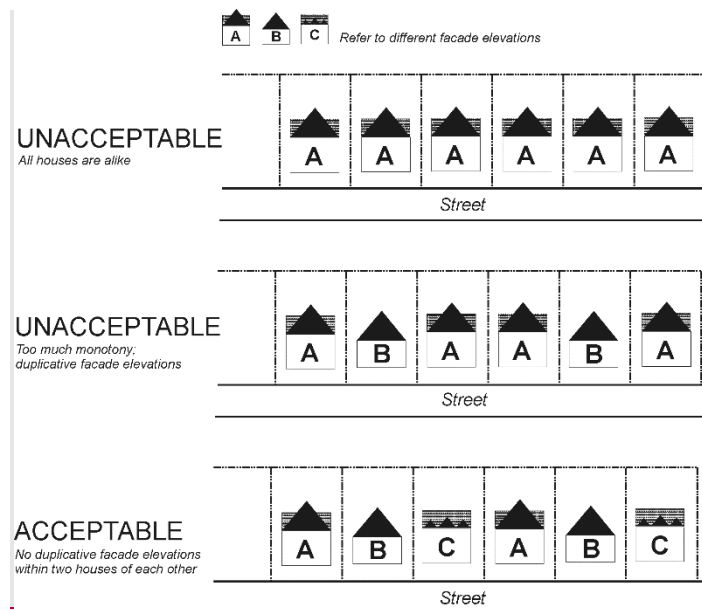 A B C Refer to different facade elevations
UNACCEPTABLE
All houses are alike
A A A A A A
Street
UNACCEPTABLE
Too much monotony;
duplicative facade elevations
A B A A B A
Street
ACCEPTABLE
No duplicative facade elevations
within two houses of each other
A B C A B C
Street